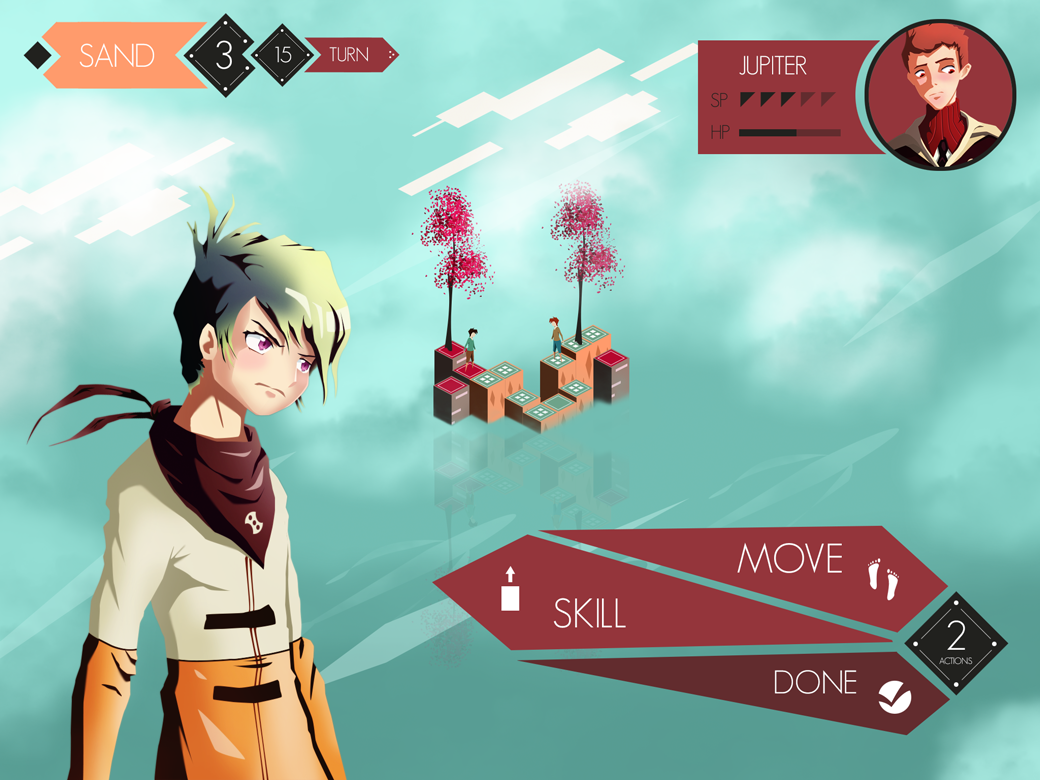 SAND
3
15
TURN
JUPITER
SP
HP
MOVE
SKILL
2
ACTIONS
DONE